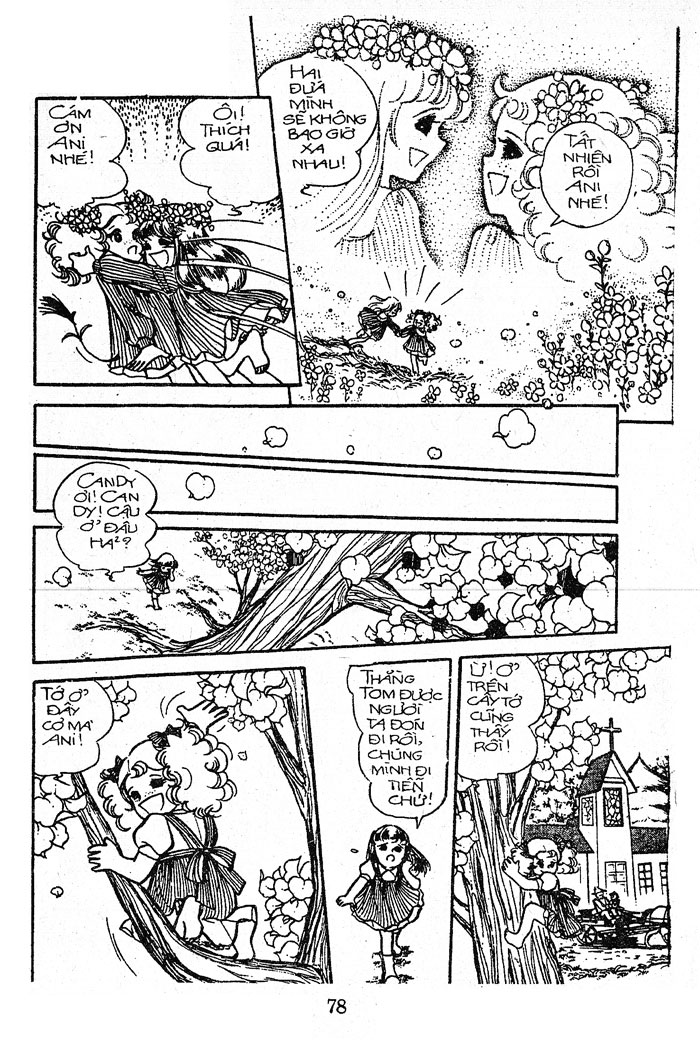 ÔI!
THÍCH
QUÁ!
CÁM
ƠN
ANI
NHÉ!
HAI
ĐỨA
MÌNH
SẼ KHÔNG
BAO GIỜ
XA
NHAU!
TẤT
NHIÊN
RỒI
ANI
NHÉ!
CANDY
ƠI! CAN
DY! CẬU
Ở ĐÂU
HẢ?
TỚ Ở
ĐÂY
CƠ MÀ
ANI!
THẰNG
TOM ĐƯỢC
NGƯỜI
TA ĐÓN
ĐI RỒI,
CHÚNG
MÌNH ĐI
TIỄN
CHỨ!
Ừ! Ở
TRÊN
CÂY TỚ
CŨNG
THẤY
RỒI!
78